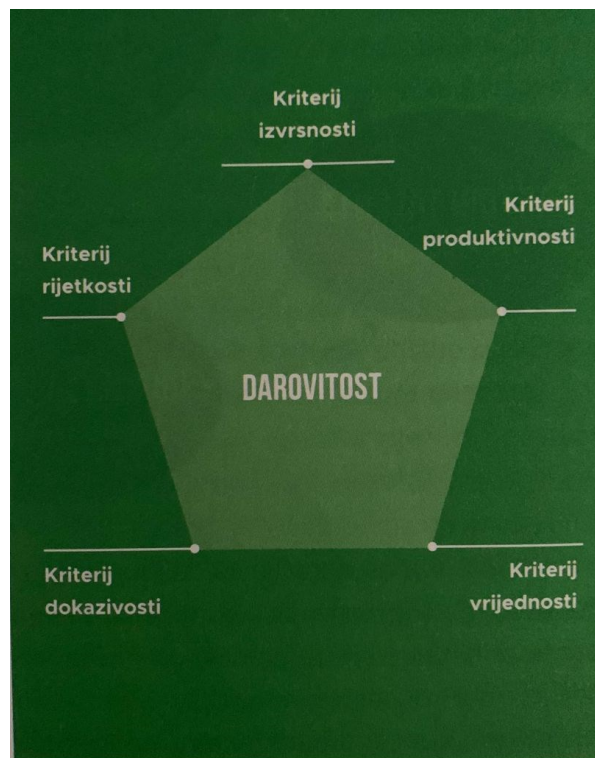 Kriterij
izvrsnosti
Kriterij
produktivnosti
Kriterij
rijetkosti
DAROVITOST
Kriterij
dokazivosti
Kriterij
vrijednosti